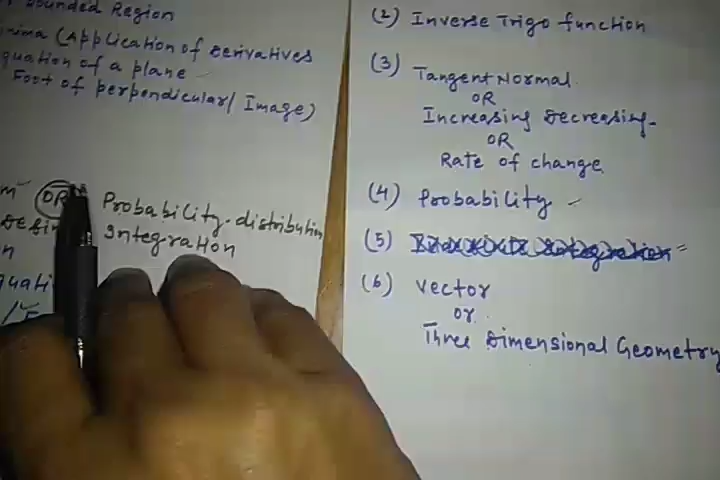 Bounded Region
(Application of Derivatives
quation of a plane
Foot of perpendicular/ Image)
OR Probability distribution
Integration
(2) Inverse Trigo function
(3) Tangent Normal
OR
Increasing Decreasing
OR
Rate of change
(4) Probability
(5)
(6) Vector
or
Three Dimensional Geometry